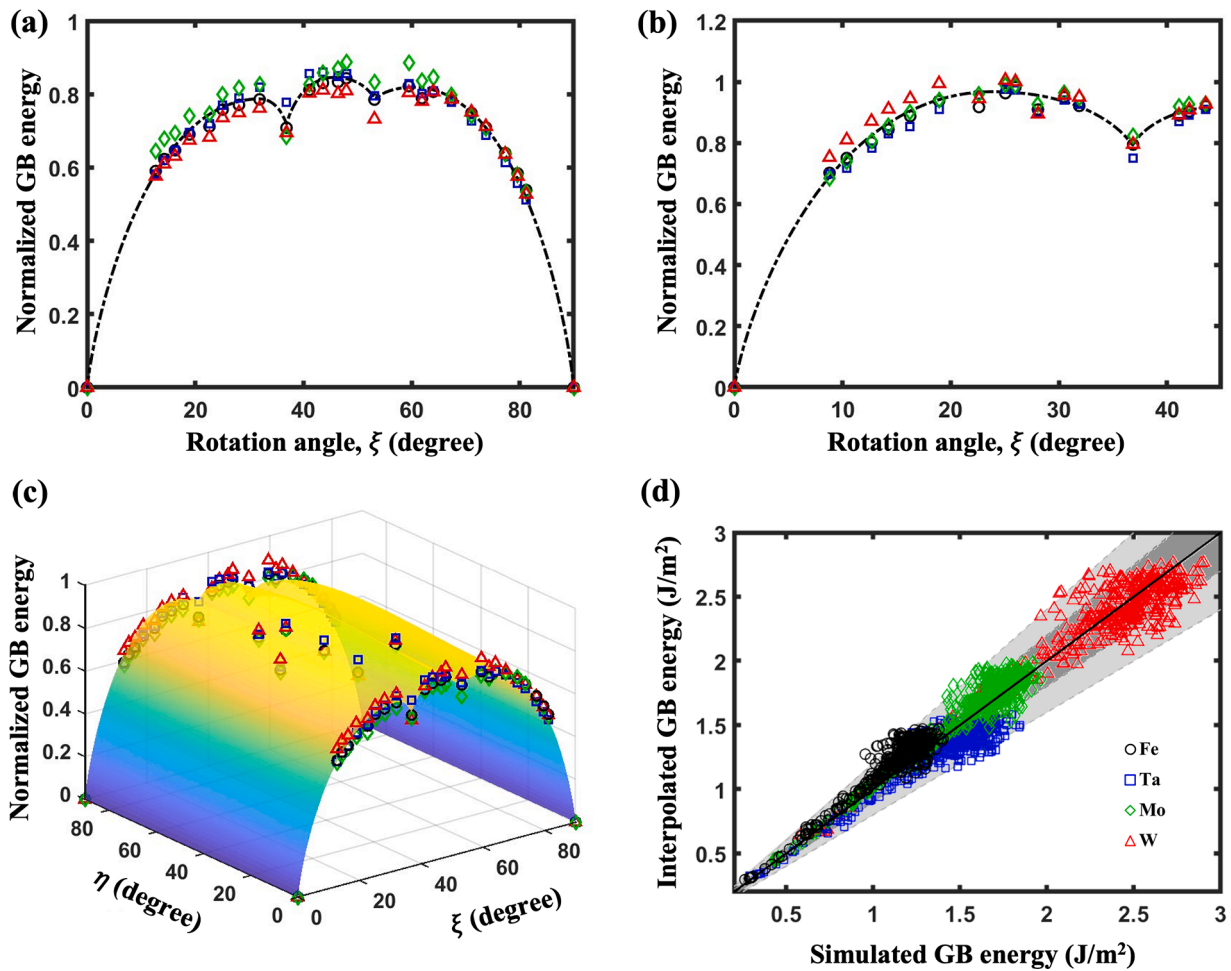 (a)
Normalized GB energy
1
0.8
0.6
0.4
0.2
0
0 20 40 60 80
Rotation angle, ξ (degree)
(b)
Normalized GB energy
1.2
1
0.8
0.6
0.4
0.2
0
0 10 20 30 40
Rotation angle, ξ (degree)
(c)
Normalized GB energy
1
0.8
0.6
0.4
0.2
0
80
60
40
20
0
η (degree)
0
20
40
60
80
ξ (degree)
(d)
Interpolated GB energy (J/m²)
3
2.5
2
1.5
1
0.5
Fe
Ta
Mo
W
0.5 1 1.5 2 2.5 3
Simulated GB energy (J/m²)